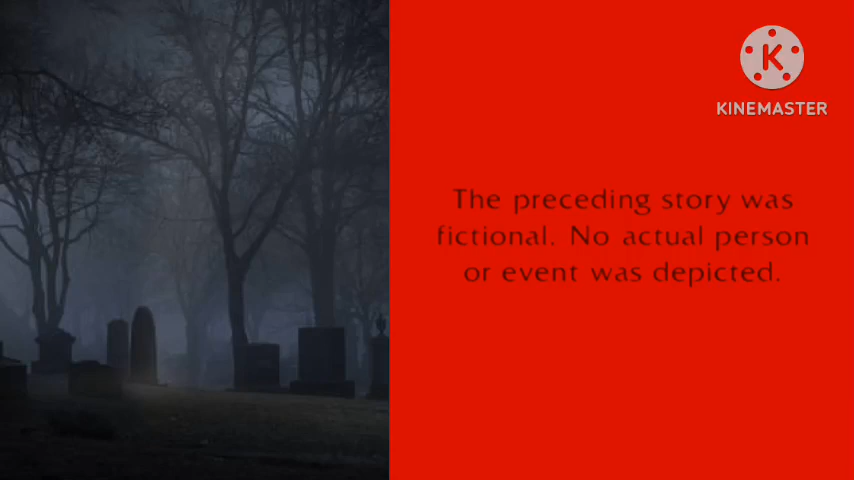 K
KINEMASTER
The preceding story was
fictional. No actual person
or event was depicted.